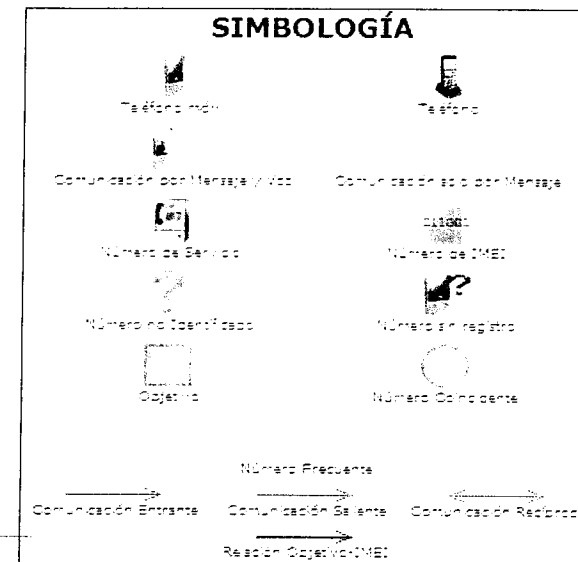 SIMBOLOGÍA
Teléfono móvil
Teléfono
Comunicación por Mensaje y Voz
Comunicación solo por Mensaje
Número de Servicio
Número de IMEI
Número no Identificado
Número sin registro
Objetivo
Número Coincidente
Número Frecuente
Comunicación Entrante
Comunicación Saliente
Comunicación Recíproca
Relación Objetivo-IMEI